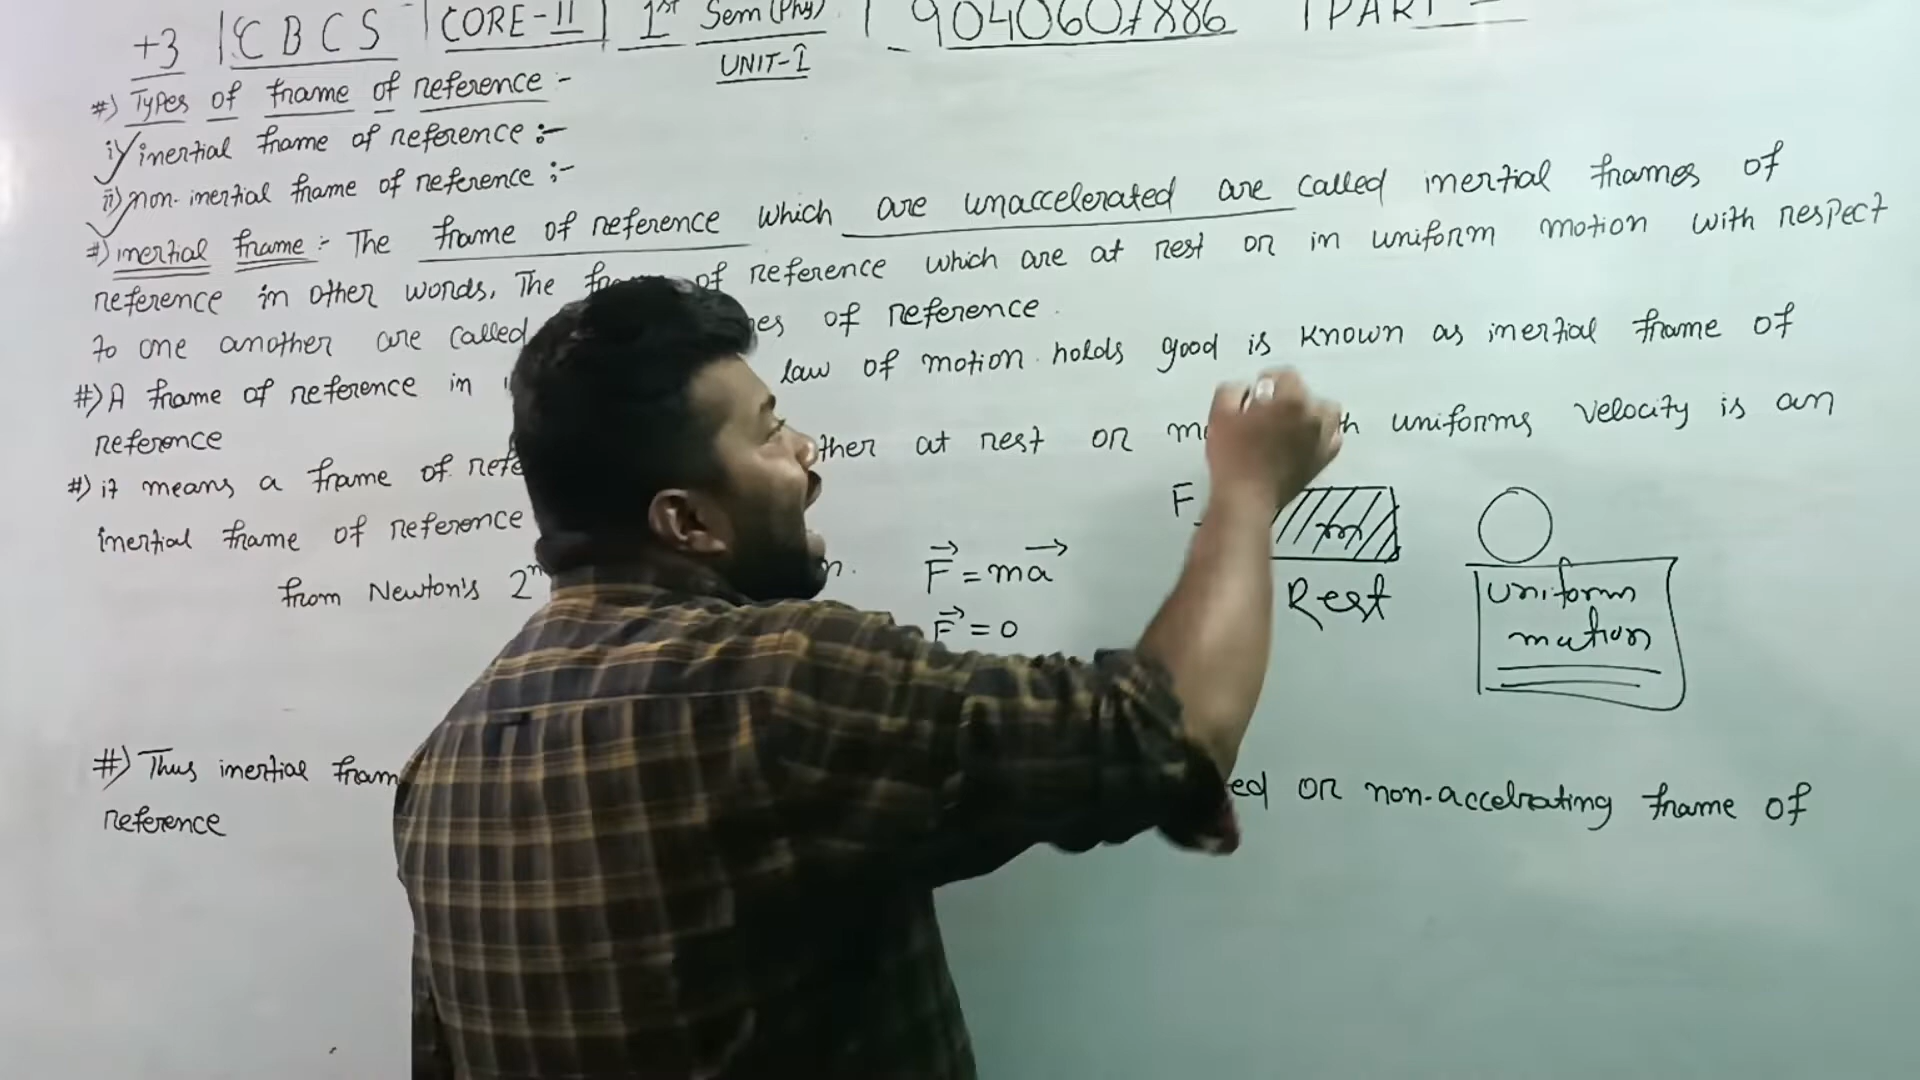 +3 | C B C S | CORE-II | 1st Sem (Phy) | 9040607886 | PART
UNIT-I
#) Types of frame of reference :-
i) inertial frame of reference :-
ii) non-inertial frame of reference :-
#) inertial frame :- The frame of reference which are unaccelerated are called inertial frames of
reference in other words, The of reference which are at rest or in uniform motion with respect
to one another are called of reference.
#) A frame of reference in law of motion holds good is known as inertial frame of
reference
#) it means a frame of at rest or uniforms velocity is an
inertial frame of reference
from Newton's 2n
F = ma
F = 0
F
m
Rest
Uniform
motion
#) Thus inertial or non-accelrating frame of
reference